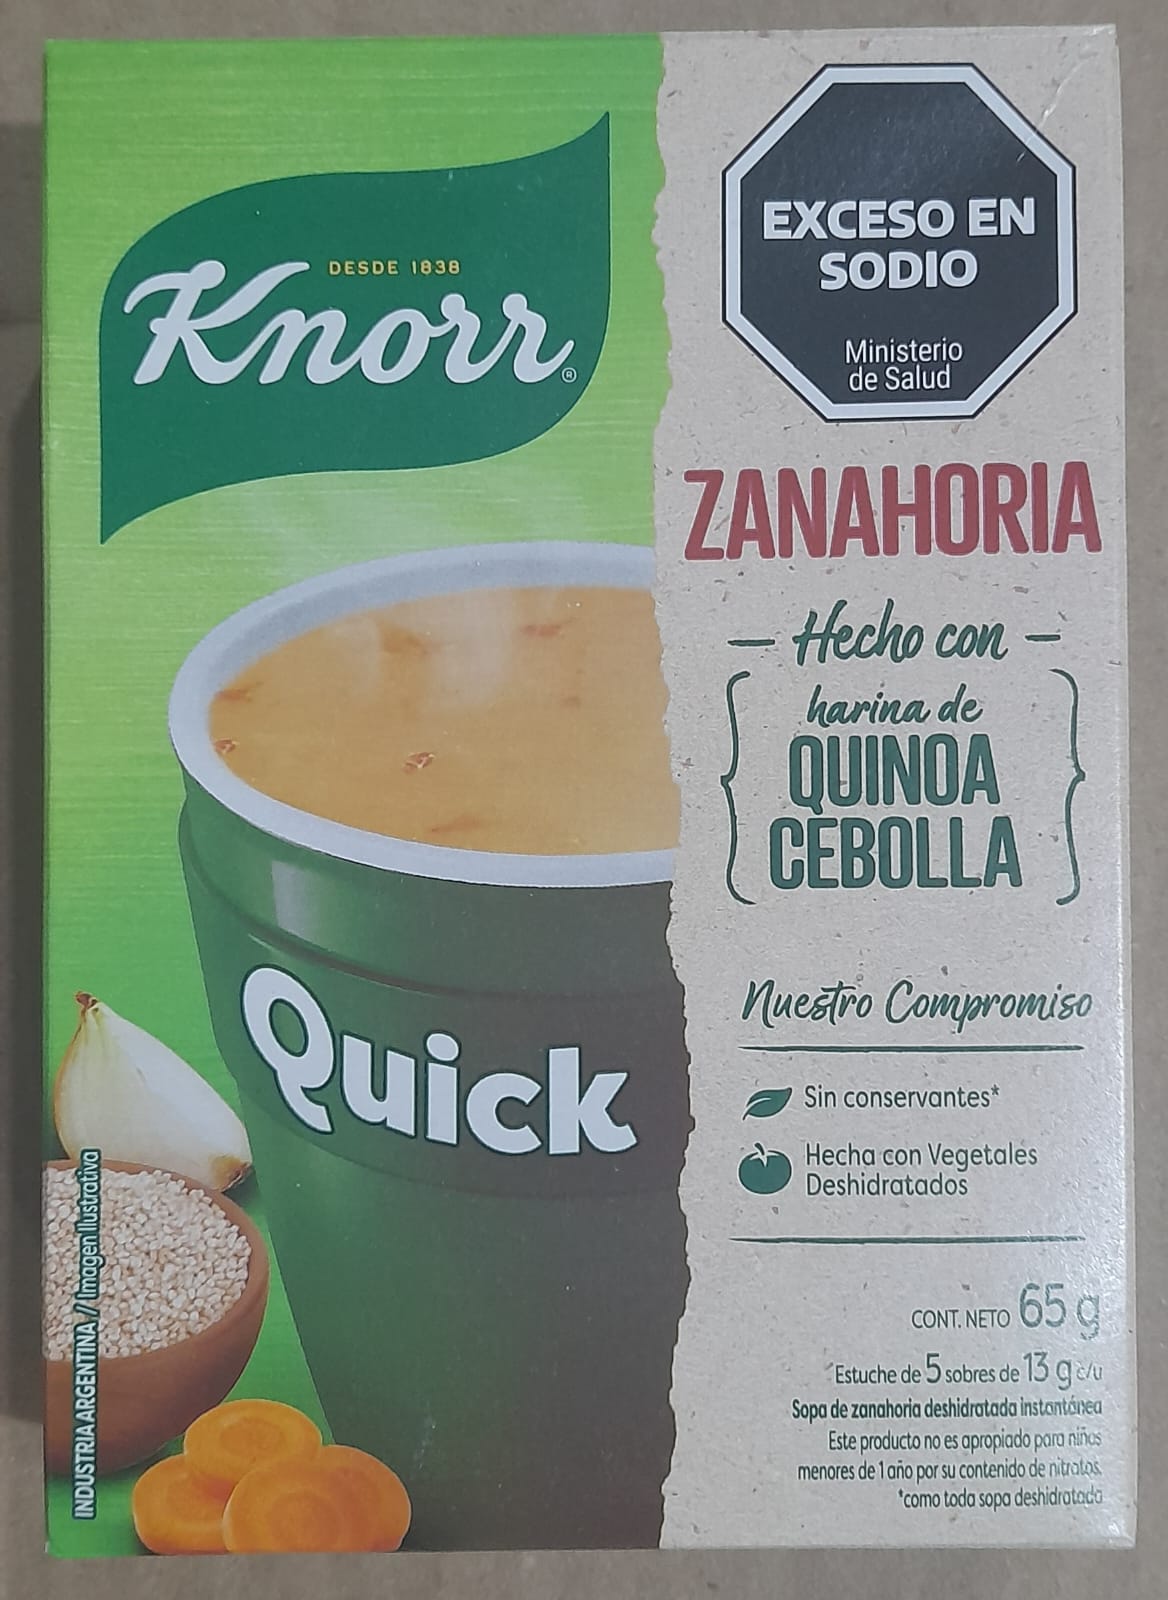 DESDE 1838
Knorr®
EXCESO EN
SODIO
Ministerio
de Salud
ZANAHORIA
— Hecho con —
harina de
QUINOA
CEBOLLA
Quick
Nuestro Compromiso
Sin conservantes*
Hecha con Vegetales
Deshidratados
CONT. NETO 65 g
Estuche de 5 sobres de 13 g c/u
Sopa de zanahoria deshidratada instantánea
Este producto no es apropiado para niños
menores de 1 año por su contenido de nitratos.
*como toda sopa deshidratada
INDUSTRIA ARGENTINA / Imagen Ilustrativa